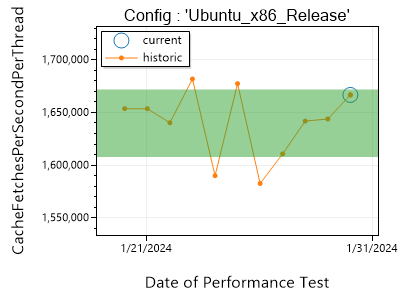 Config : 'Ubuntu_x86_Release'
current
historic
CacheFetchesPerSecondPerThread
1,700,000
1,650,000
1,600,000
1,550,000
1/21/2024
1/31/2024
Date of Performance Test